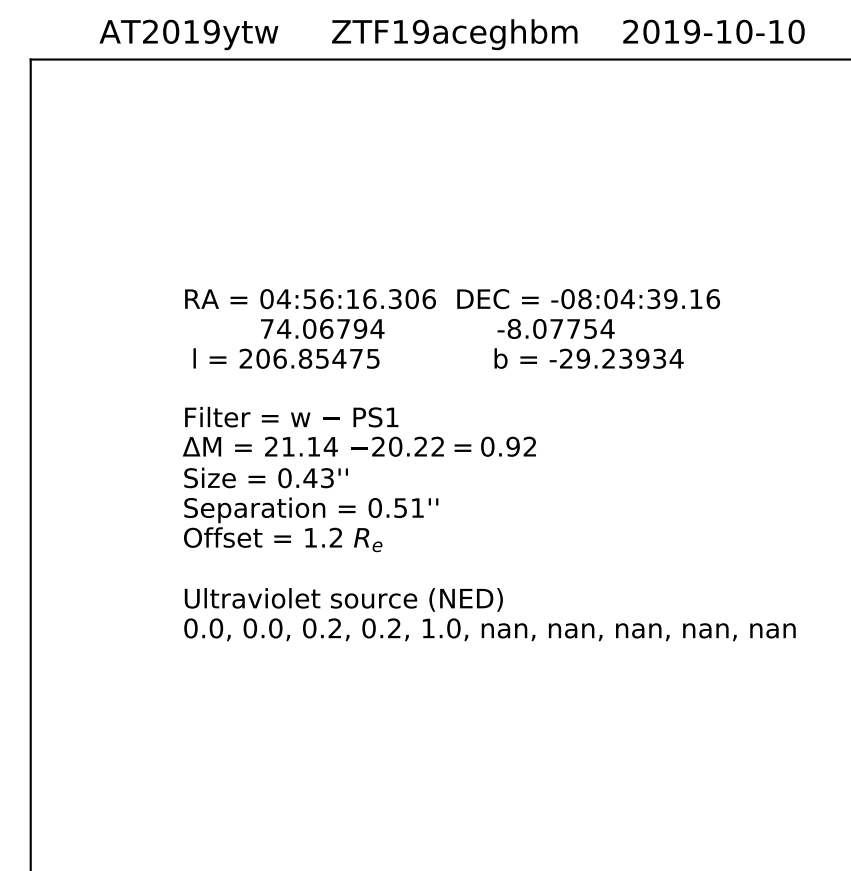 AT2019ytw ZTF19aceghbm 2019-10-10
RA = 04:56:16.306 DEC = -08:04:39.16
74.06794 -8.07754
l = 206.85475 b = -29.23934
Filter = w − PS1
ΔM = 21.14 −20.22 = 0.92
Size = 0.43''
Separation = 0.51''
Offset = 1.2 Rₑ
Ultraviolet source (NED)
0.0, 0.0, 0.2, 0.2, 1.0, nan, nan, nan, nan, nan